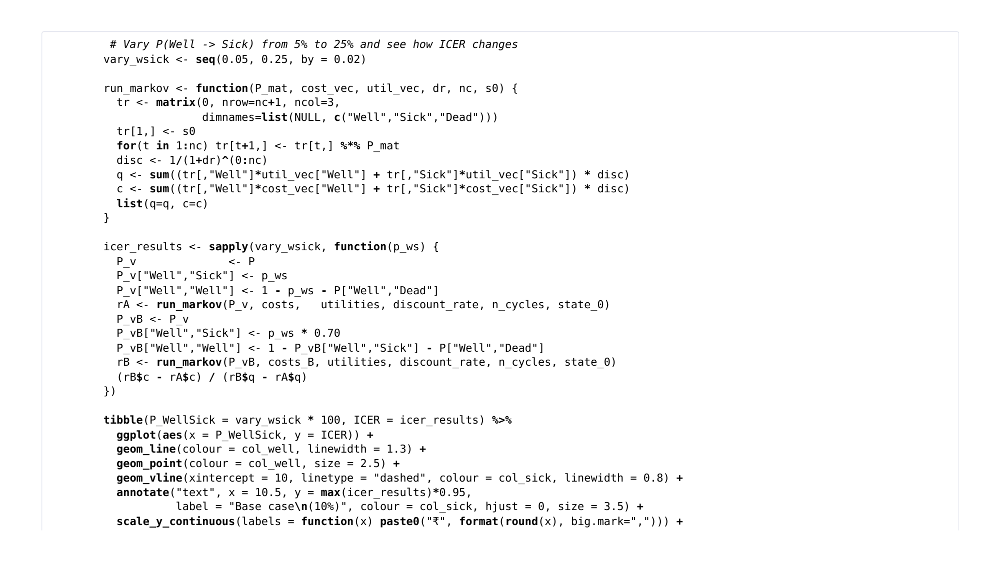 # Vary P(Well -> Sick) from 5% to 25% and see how ICER changes
vary_wsick <- seq(0.05, 0.25, by = 0.02)

run_markov <- function(P_mat, cost_vec, util_vec, dr, nc, s0) {
  tr <- matrix(0, nrow=nc+1, ncol=3,
               dimnames=list(NULL, c("Well","Sick","Dead")))
  tr[1,] <- s0
  for(t in 1:nc) tr[t+1,] <- tr[t,] %*% P_mat
  disc <- 1/(1+dr)^(0:nc)
  q <- sum((tr[,"Well"]*util_vec["Well"] + tr[,"Sick"]*util_vec["Sick"]) * disc)
  c <- sum((tr[,"Well"]*cost_vec["Well"] + tr[,"Sick"]*cost_vec["Sick"]) * disc)
  list(q=q, c=c)
}

icer_results <- sapply(vary_wsick, function(p_ws) {
  P_v              <- P
  P_v["Well","Sick"] <- p_ws
  P_v["Well","Well"] <- 1 - p_ws - P["Well","Dead"]
  rA <- run_markov(P_v, costs,   utilities, discount_rate, n_cycles, state_0)
  P_vB <- P_v
  P_vB["Well","Sick"] <- p_ws * 0.70
  P_vB["Well","Well"] <- 1 - P_vB["Well","Sick"] - P["Well","Dead"]
  rB <- run_markov(P_vB, costs_B, utilities, discount_rate, n_cycles, state_0)
  (rB$c - rA$c) / (rB$q - rA$q)
})

tibble(P_WellSick = vary_wsick * 100, ICER = icer_results) %>%
  ggplot(aes(x = P_WellSick, y = ICER)) +
  geom_line(colour = col_well, linewidth = 1.3) +
  geom_point(colour = col_well, size = 2.5) +
  geom_vline(xintercept = 10, linetype = "dashed", colour = col_sick, linewidth = 0.8) +
  annotate("text", x = 10.5, y = max(icer_results)*0.95,
           label = "Base case\n(10%)", colour = col_sick, hjust = 0, size = 3.5) +
  scale_y_continuous(labels = function(x) paste0("₹", format(round(x), big.mark=","))) +